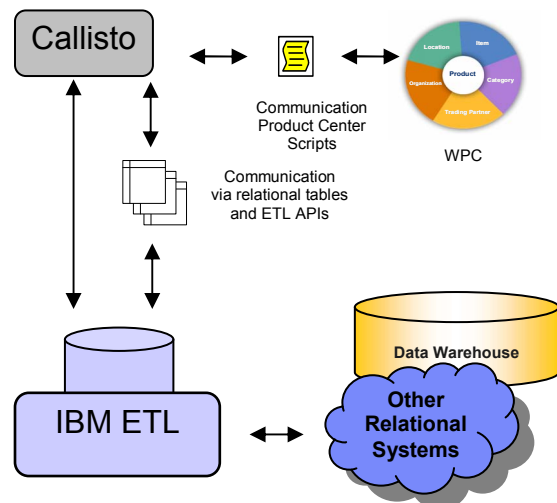 Callisto
Location
Item
Product
Organization
Category
Trading Partner
Communication
Product Center
Scripts
WPC
Communication
via relational tables
and ETL APIs
Data Warehouse
IBM ETL
Other
Relational
Systems